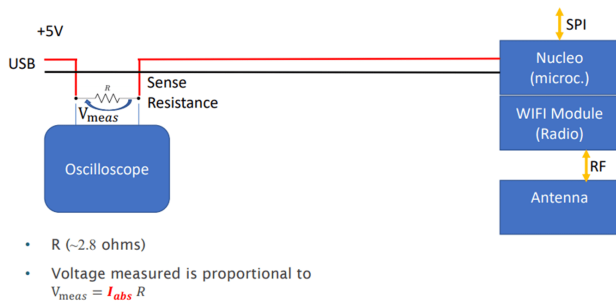 +5V
USB
R
Sense
Resistance
Vmeas
Oscilloscope
SPI
Nucleo
(microc.)
WIFI Module
(Radio)
RF
Antenna
• R (~2.8 ohms)
• Voltage measured is proportional to
Vmeas = Iabs R